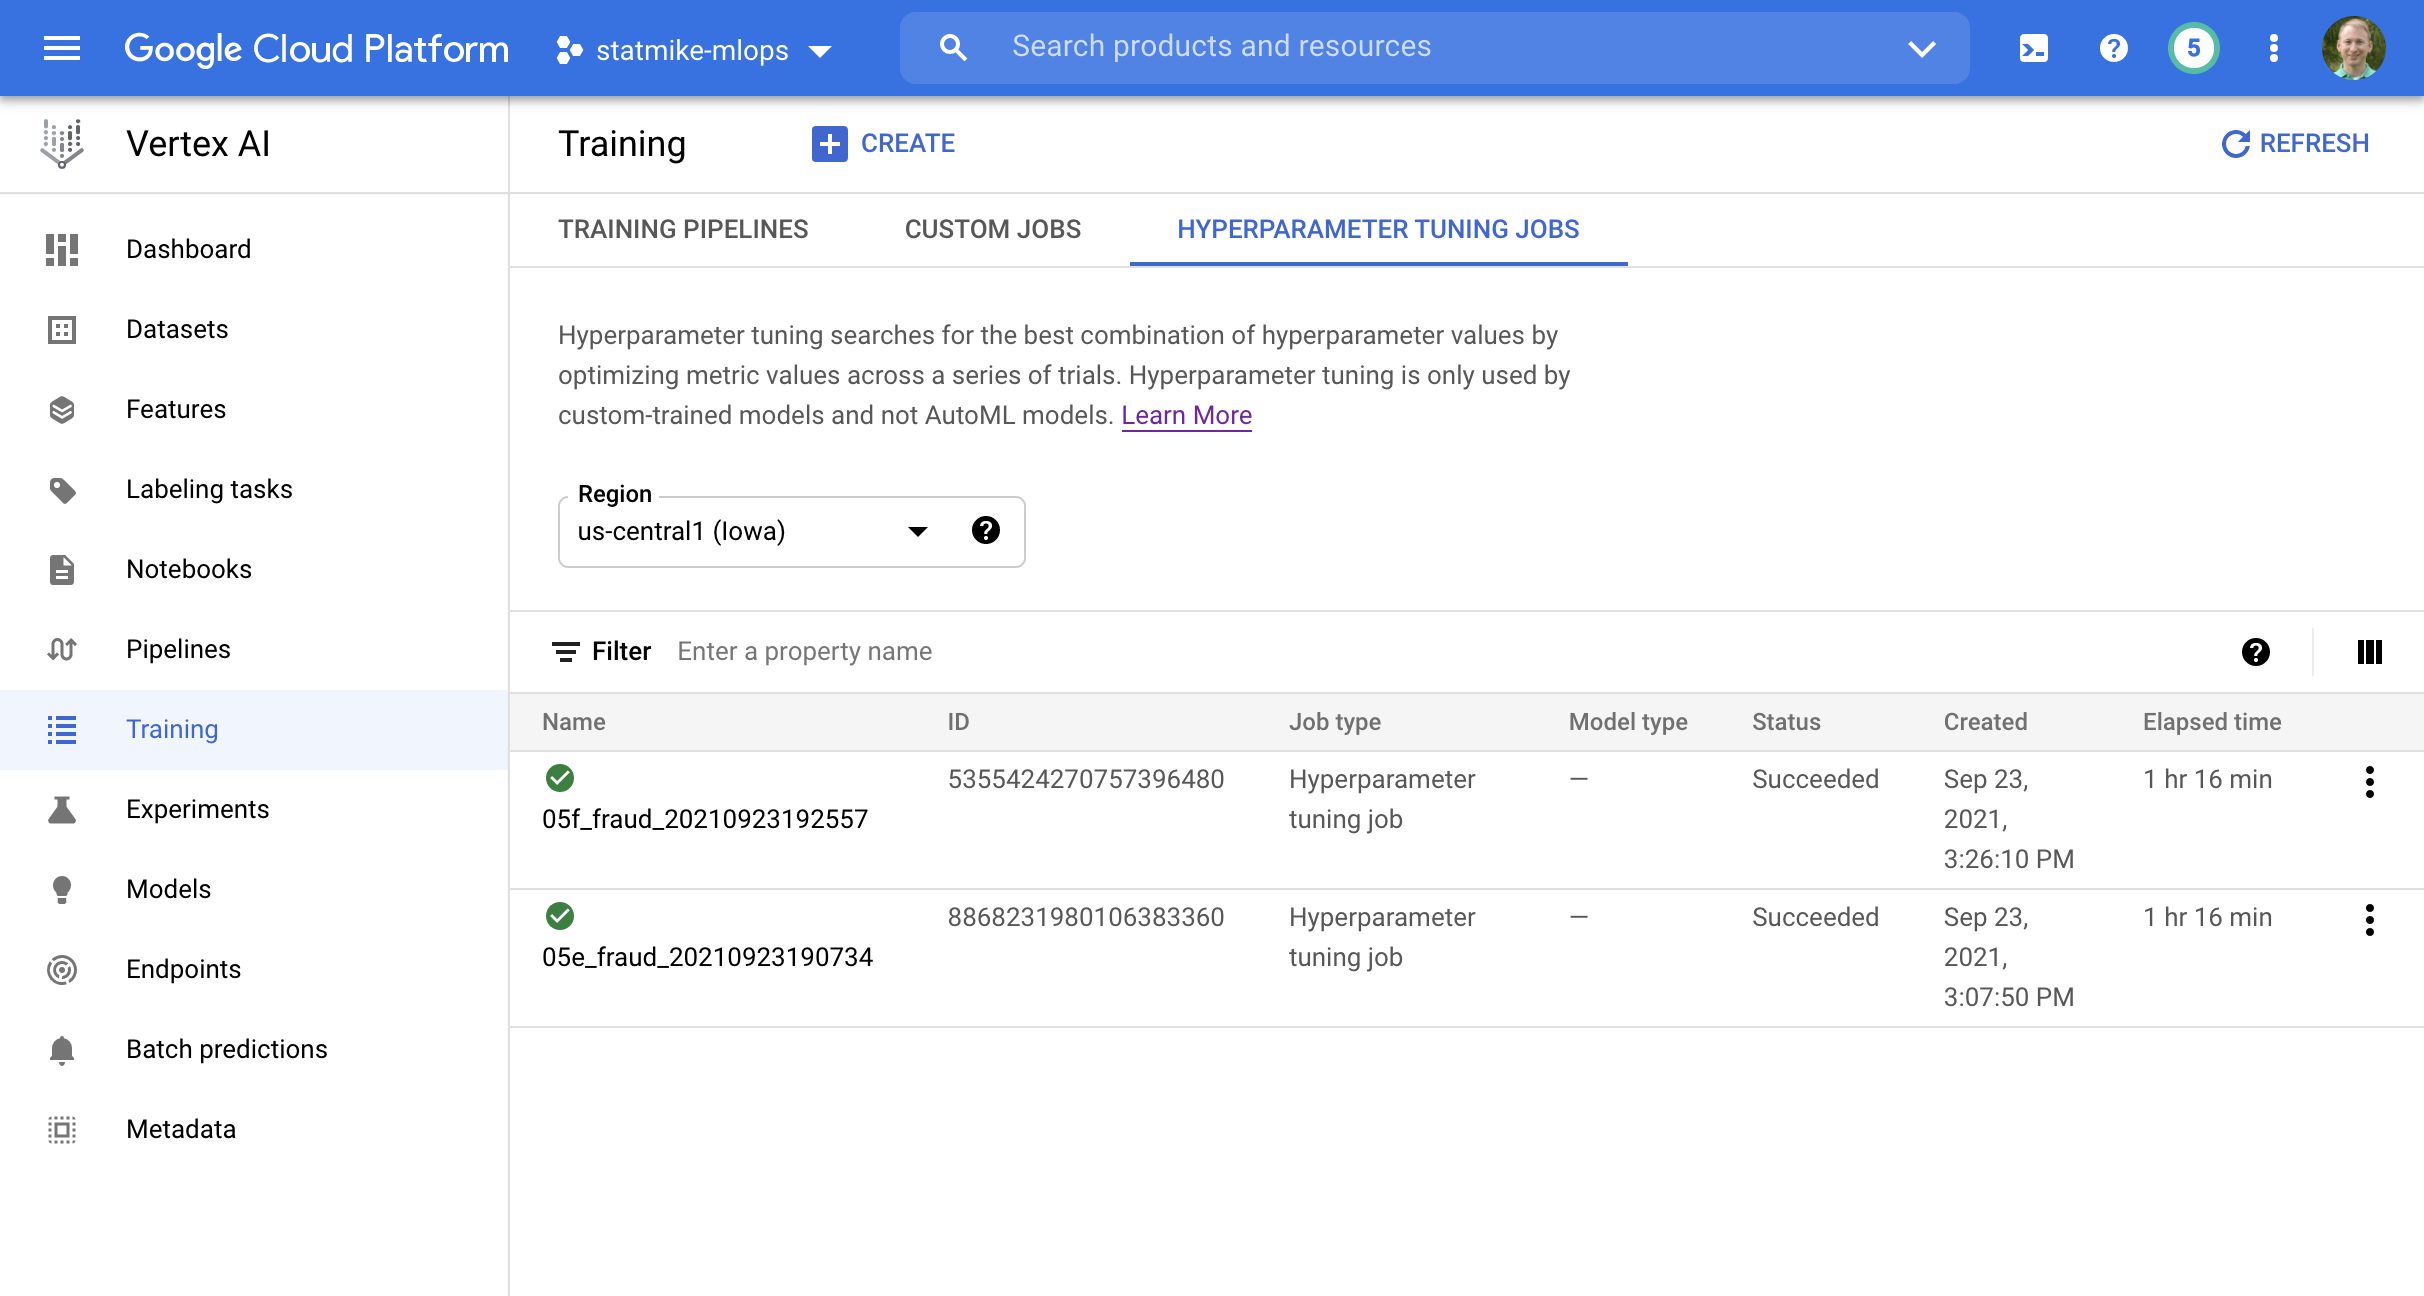 Google Cloud Platform
statmike-mlops
Search products and resources
5
Vertex AI
Training
CREATE
REFRESH
Dashboard
Datasets
Features
Labeling tasks
Notebooks
Pipelines
Training
Experiments
Models
Endpoints
Batch predictions
Metadata
TRAINING PIPELINES
CUSTOM JOBS
HYPERPARAMETER TUNING JOBS
Hyperparameter tuning searches for the best combination of hyperparameter values by
optimizing metric values across a series of trials. Hyperparameter tuning is only used by
custom-trained models and not AutoML models. Learn More
Region
us-central1 (Iowa)
Filter Enter a property name
Name ID Job type Model type Status Created Elapsed time
5355424270757396480 Hyperparameter — Succeeded Sep 23, 1 hr 16 min
05f_fraud_20210923192557 tuning job 2021,
3:26:10 PM
8868231980106383360 Hyperparameter — Succeeded Sep 23, 1 hr 16 min
05e_fraud_20210923190734 tuning job 2021,
3:07:50 PM